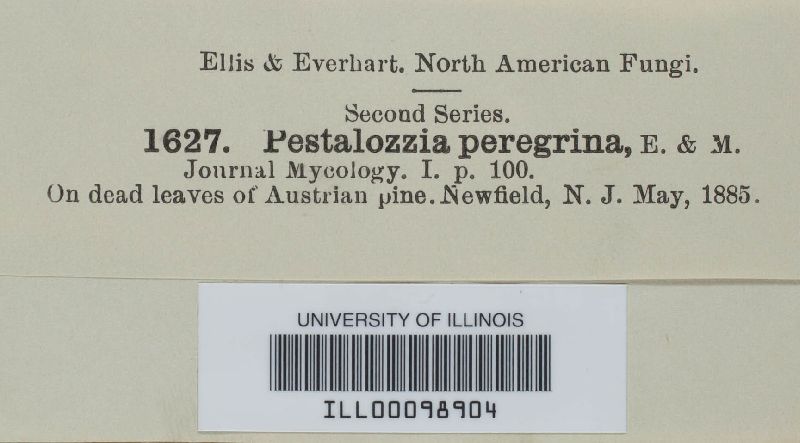 Ellis & Everhart. North American Fungi.
Second Series.
1627. Pestalozzia peregrina, E. & M.
Journal Mycology. I. p. 100.
On dead leaves of Austrian pine. Newfield, N. J. May, 1885.
UNIVERSITY OF ILLINOIS
ILL00098904